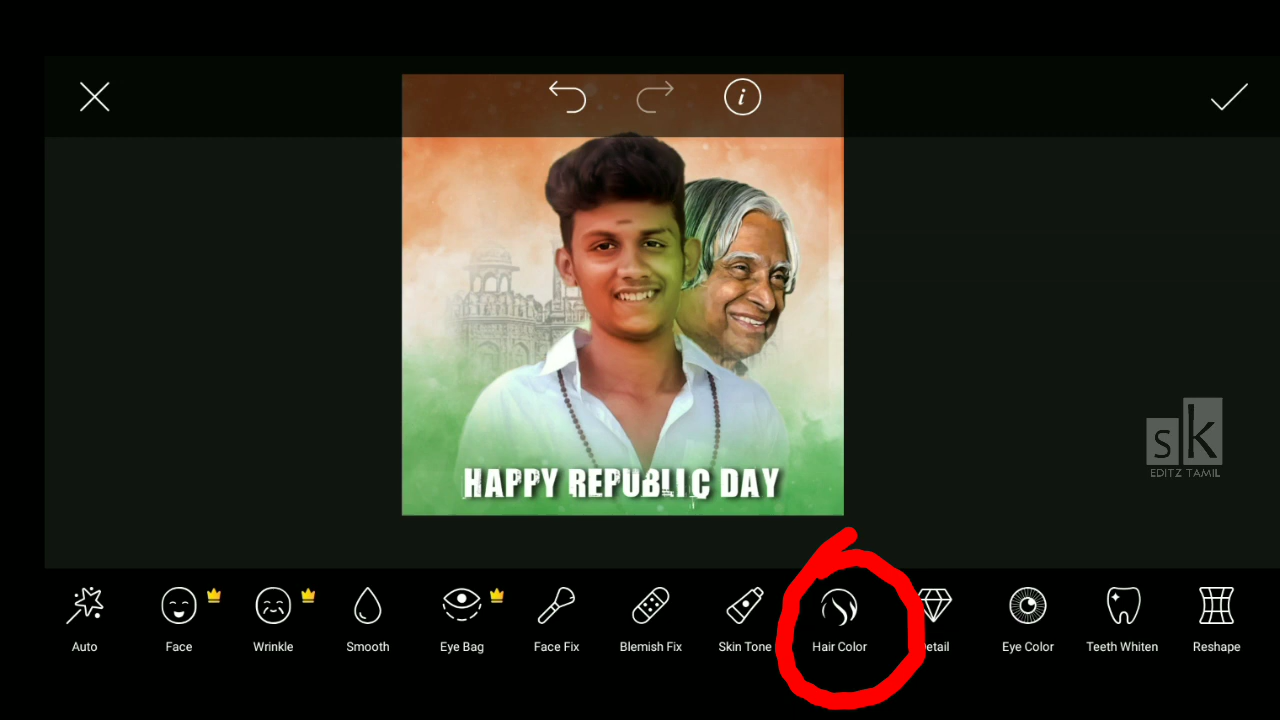 i
HAPPY REPUBLIC DAY
sk
EDITZ TAMIL
Auto
Face
Wrinkle
Smooth
Eye Bag
Face Fix
Blemish Fix
Skin Tone
Hair Color
etail
Eye Color
Teeth Whiten
Reshape